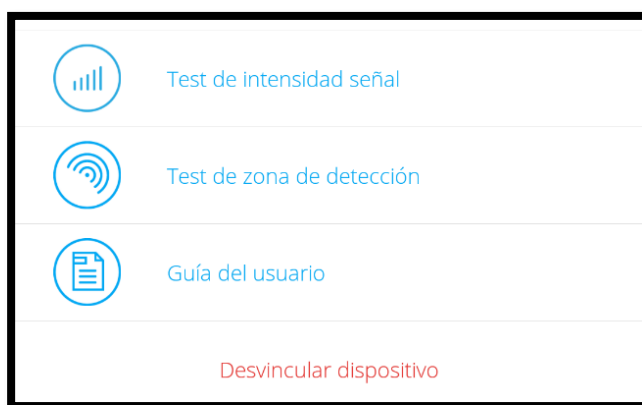 Test de intensidad señal
Test de zona de detección
Guía del usuario
Desvincular dispositivo